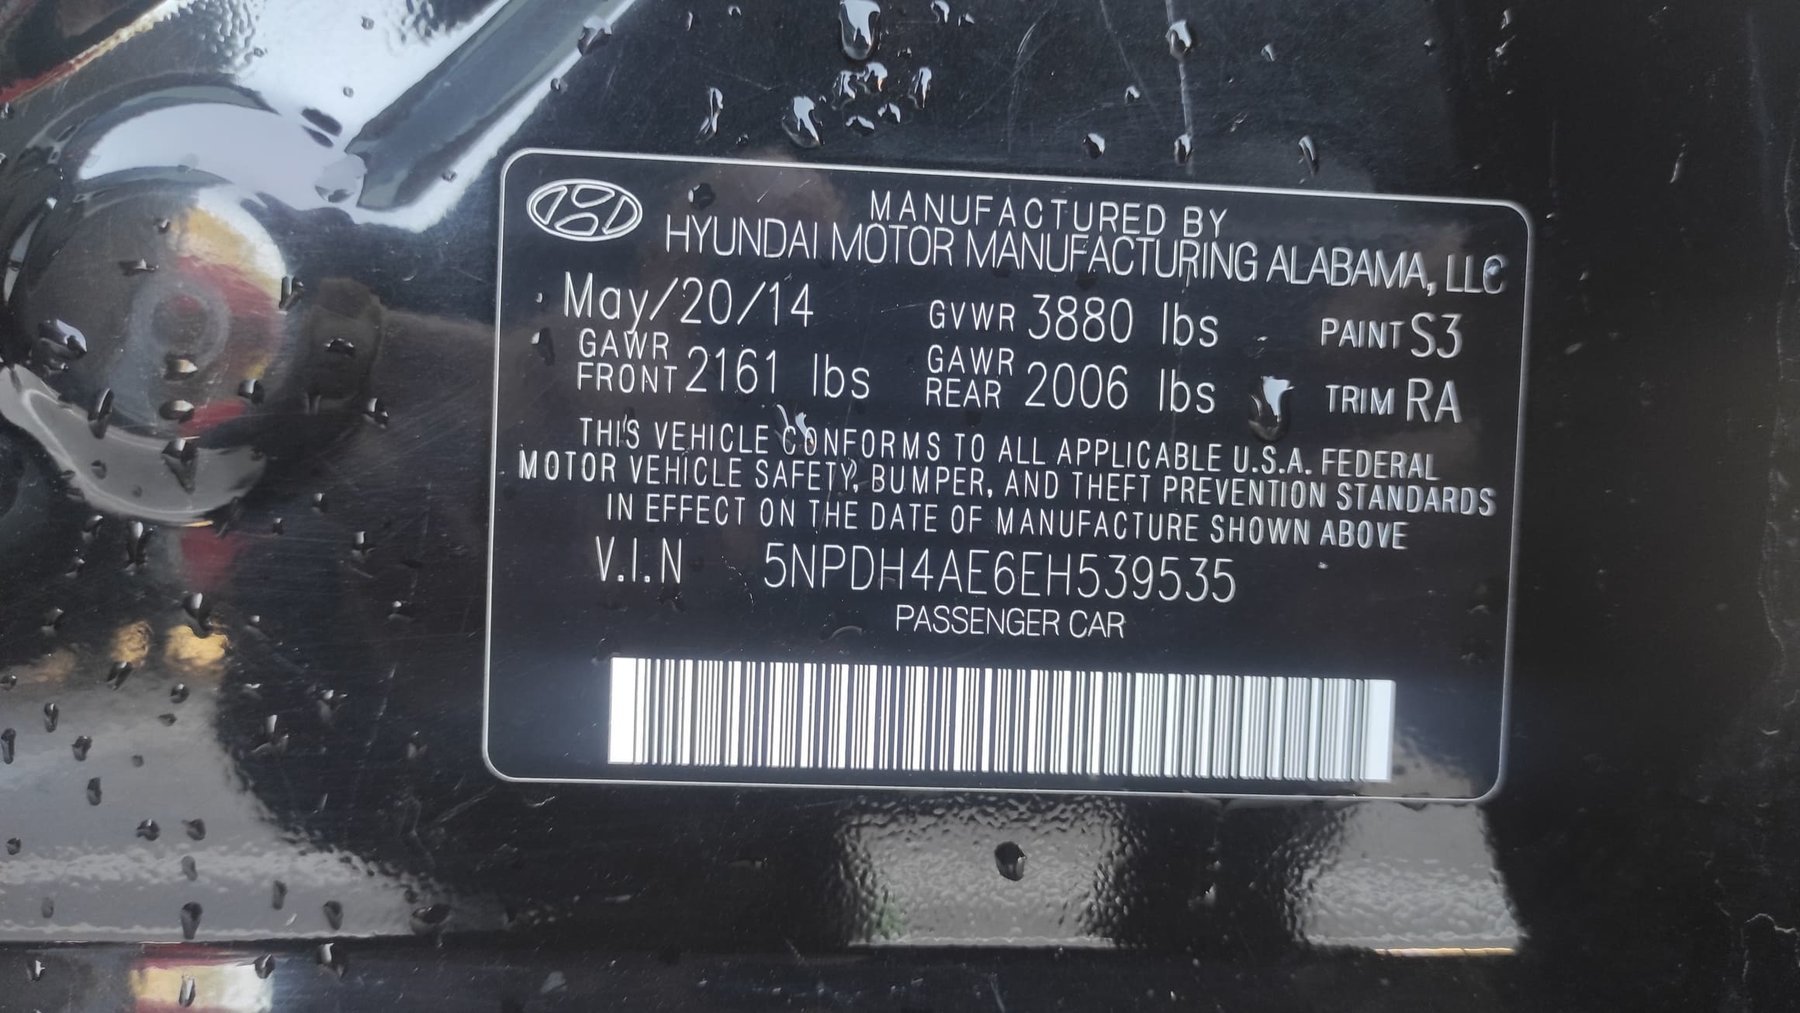 MANUFACTURED BY
HYUNDAI MOTOR MANUFACTURING ALABAMA, LLC
May/20/14 GVWR 3880 lbs PAINT S3
GAWR FRONT 2161 lbs GAWR REAR 2006 lbs TRIM RA
THIS VEHICLE CONFORMS TO ALL APPLICABLE U.S.A. FEDERAL
MOTOR VEHICLE SAFETY, BUMPER, AND THEFT PREVENTION STANDARDS
IN EFFECT ON THE DATE OF MANUFACTURE SHOWN ABOVE
V.I.N 5NPDH4AE6EH539535
PASSENGER CAR